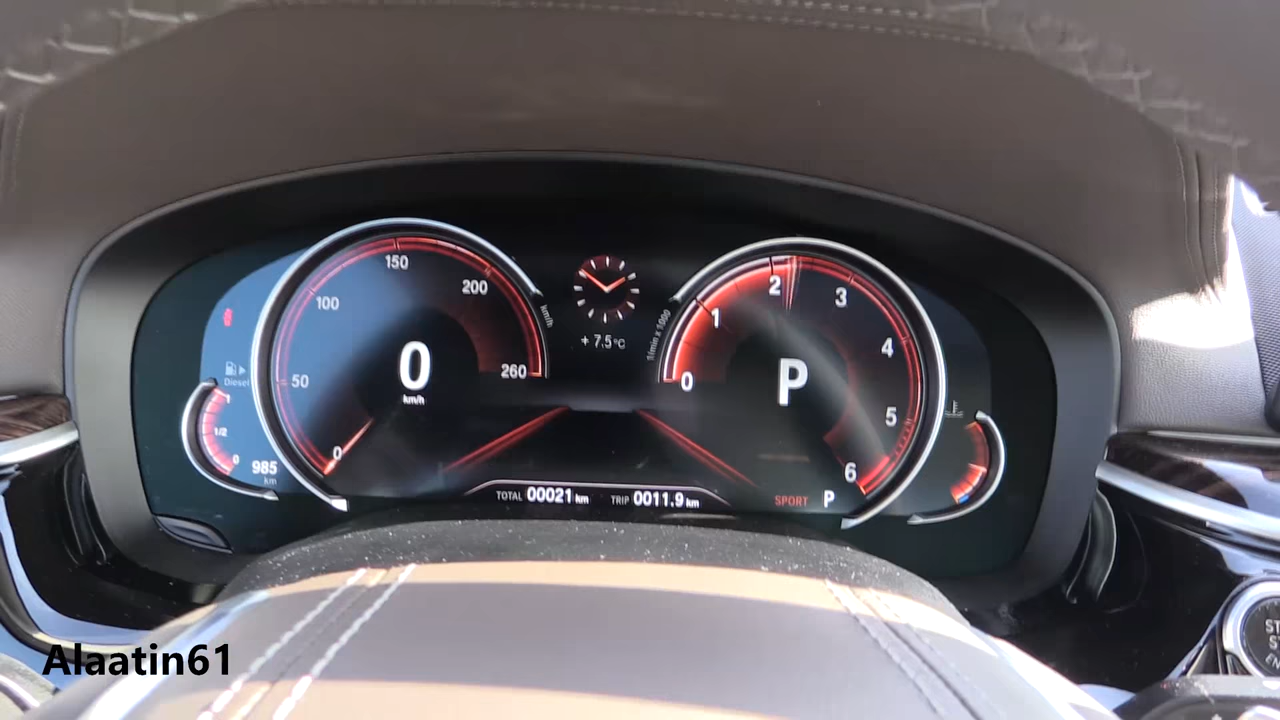 150
100
200
50
260
0
0
km/h
km/h
Diesel
1
1/2
0
985
km
+ 7.5 °C
1/min x 1000
0
1
2
3
4
5
6
P
TOTAL 00021 km TRIP 0011.9 km
SPORT P
Alaatin61